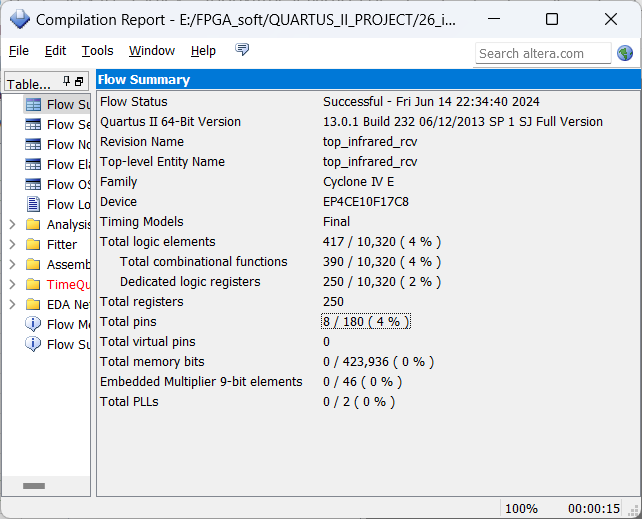 Compilation Report - E:/FPGA_soft/QUARTUS_II_PROJECT/26_i...
File Edit Tools Window Help
Search altera.com
Table...
Flow Su
Flow Se
Flow No
Flow Ela
Flow OS
Flow Lo
Analysis
Fitter
Assemb
TimeQu
EDA Net
Flow Me
Flow Su
Flow Summary
Flow Status Successful - Fri Jun 14 22:34:40 2024
Quartus II 64-Bit Version 13.0.1 Build 232 06/12/2013 SP 1 SJ Full Version
Revision Name top_infrared_rcv
Top-level Entity Name top_infrared_rcv
Family Cyclone IV E
Device EP4CE10F17C8
Timing Models Final
Total logic elements 417 / 10,320 ( 4 % )
Total combinational functions 390 / 10,320 ( 4 % )
Dedicated logic registers 250 / 10,320 ( 2 % )
Total registers 250
Total pins 8 / 180 ( 4 % )
Total virtual pins 0
Total memory bits 0 / 423,936 ( 0 % )
Embedded Multiplier 9-bit elements 0 / 46 ( 0 % )
Total PLLs 0 / 2 ( 0 % )
100% 00:00:15